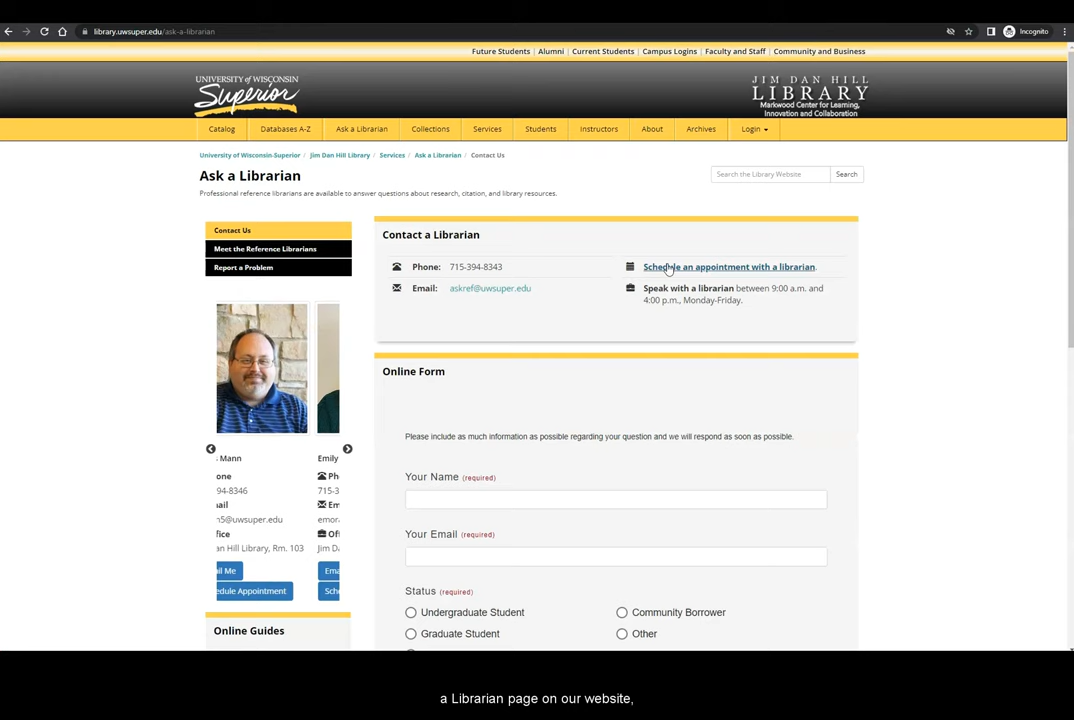 library.uwsuper.edu/ask-a-librarian
Incognito
Future Students | Alumni | Current Students | Campus Logins | Faculty and Staff | Community and Business
UNIVERSITY OF WISCONSIN
Superior
JIM DAN HILL
LIBRARY
Markwood Center for Learning,
Innovation and Collaboration
Catalog
Databases A-Z
Ask a Librarian
Collections
Services
Students
Instructors
About
Archives
Login
University of Wisconsin-Superior / Jim Dan Hill Library / Services / Ask a Librarian / Contact Us
Ask a Librarian
Search the Library Website
Search
Professional reference librarians are available to answer questions about research, citation, and library resources.
Contact Us
Meet the Reference Librarians
Report a Problem
Contact a Librarian
Phone: 715-394-8343
Email: askref@uwsuper.edu
Schedule an appointment with a librarian.
Speak with a librarian between 9:00 a.m. and
4:00 p.m., Monday-Friday.
Online Form
Please include as much information as possible regarding your question and we will respond as soon as possible.
Your Name (required)
Your Email (required)
Status (required)
Undergraduate Student
Community Borrower
Graduate Student
Other
Mann
Emily
one
Ph
94-8346
715-3
ail
Em
n5@uwsuper.edu
emor
ffice
Of
an Hill Library, Rm. 103
Jim D
il Me
Ema
edule Appointment
Sch
Online Guides
a Librarian page on our website,